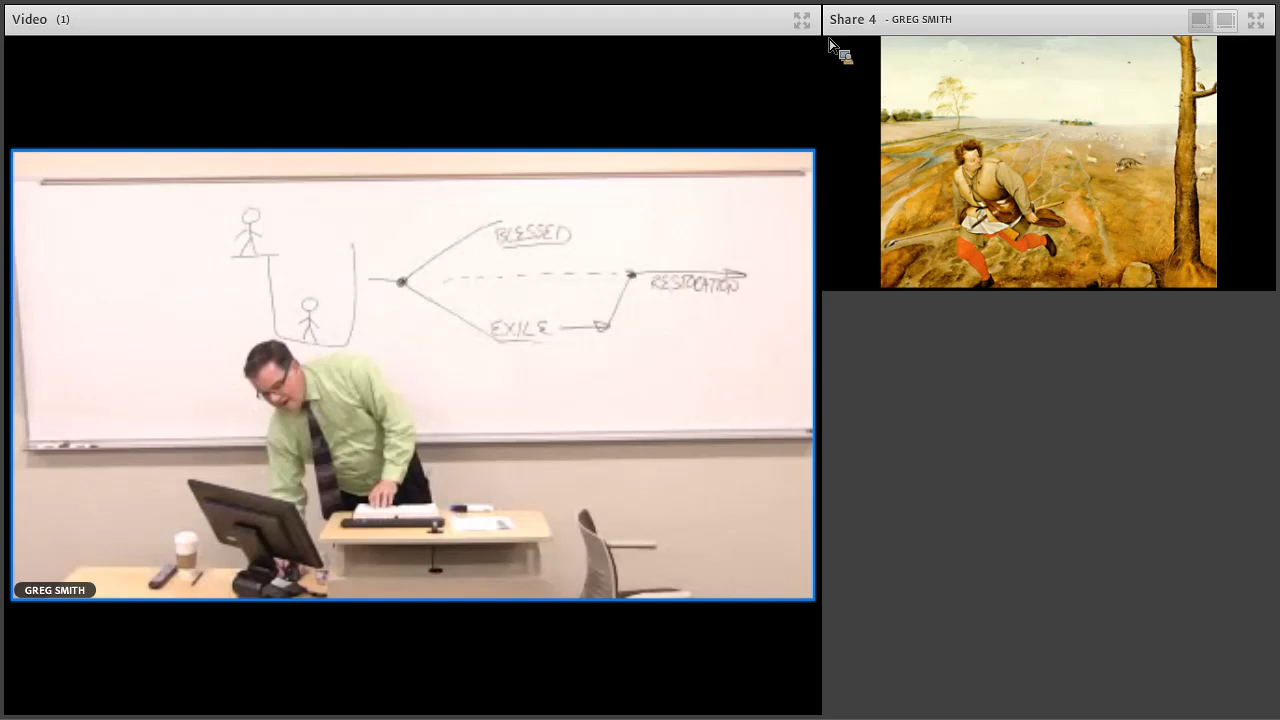 Video (1)
Share 4 - GREG SMITH
BLESSED
RESTORATION
EXILE
GREG SMITH